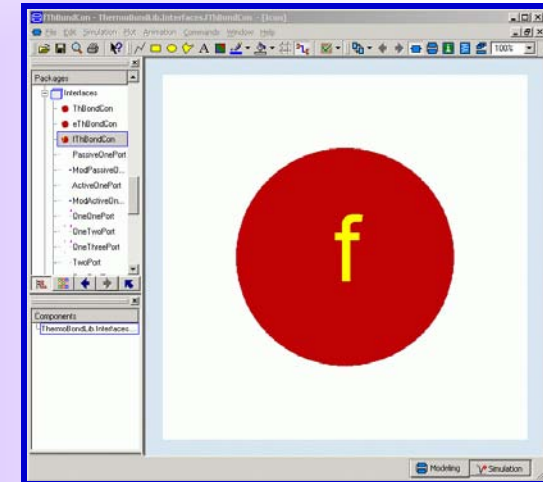 fThBondCon - ThermoBondLib.Interfaces.fThBondCon - [Icon]
File Edit Simulation Plot Animation Commands Window Help
100%
Packages
Interfaces
ThBondCon
eThBondCon
fThBondCon
PassiveOnePort
ModPassiveO...
ActiveOnePort
ModActiveOn...
OneOnePort
OneTwoPort
OneThreePort
TwoPort
f
Components
ThermoBondLib.Interfaces....
Modeling
Simulation